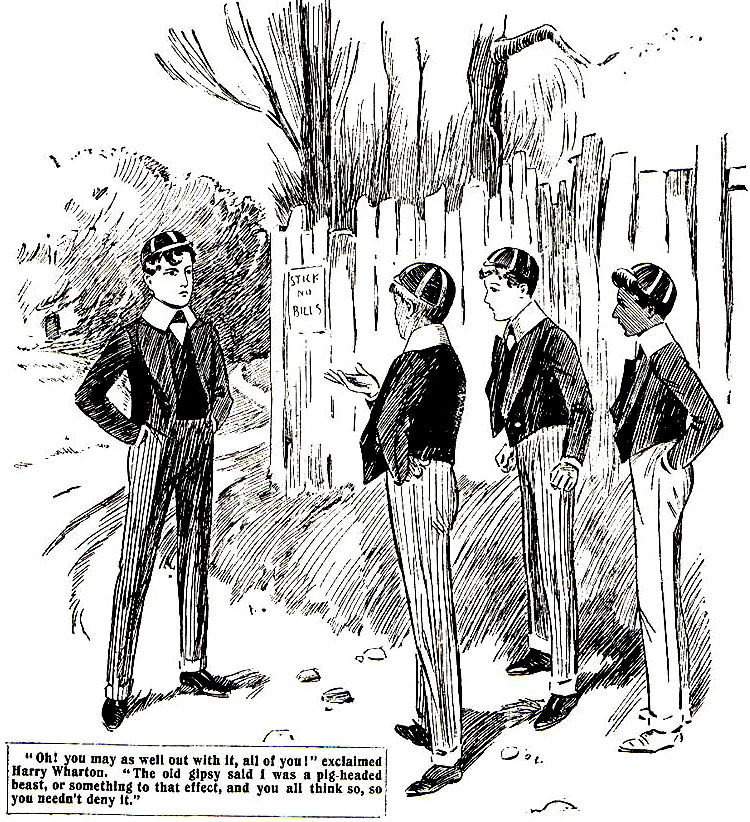 STICK
NO
BILLS
"Oh! you may as well out with it, all of you!" exclaimed
Harry Wharton. "The old gipsy said I was a pig-headed
beast, or something to that effect, and you all think so, so
you needn't deny it."